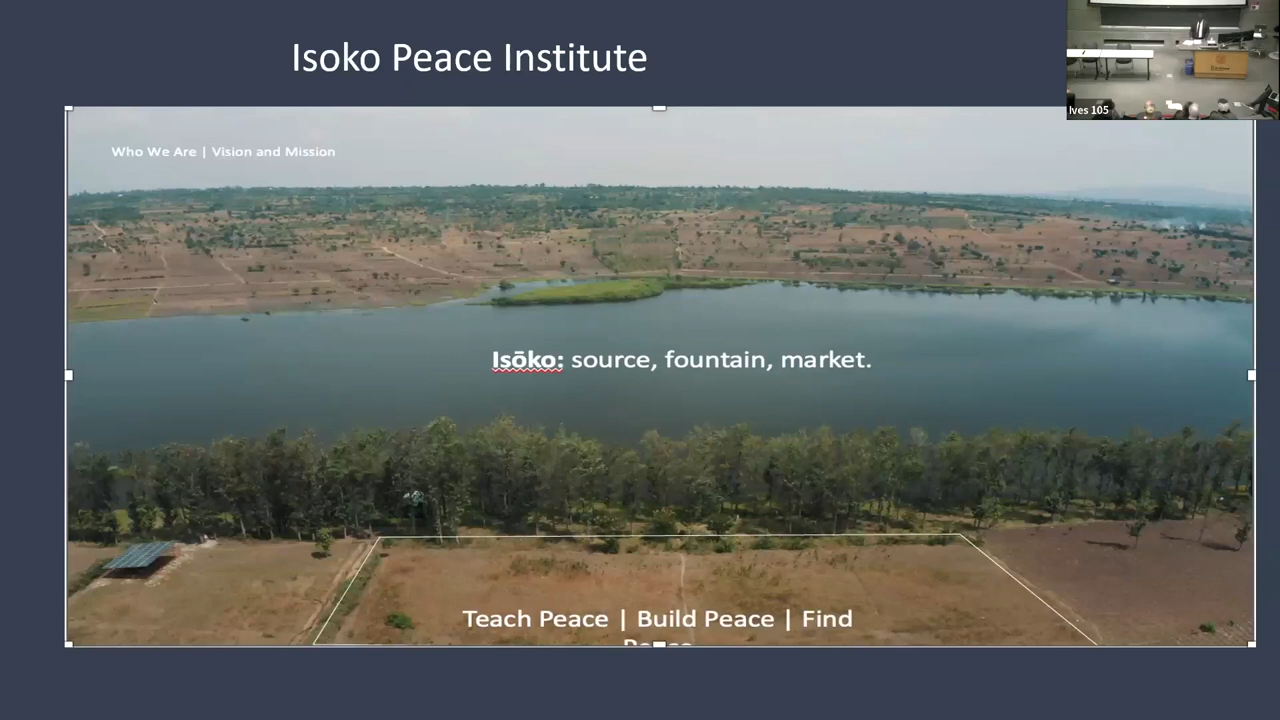 Isoko Peace Institute
Ives 105
Who We Are | Vision and Mission
Isōko: source, fountain, market.
Teach Peace | Build Peace | Find
Peace